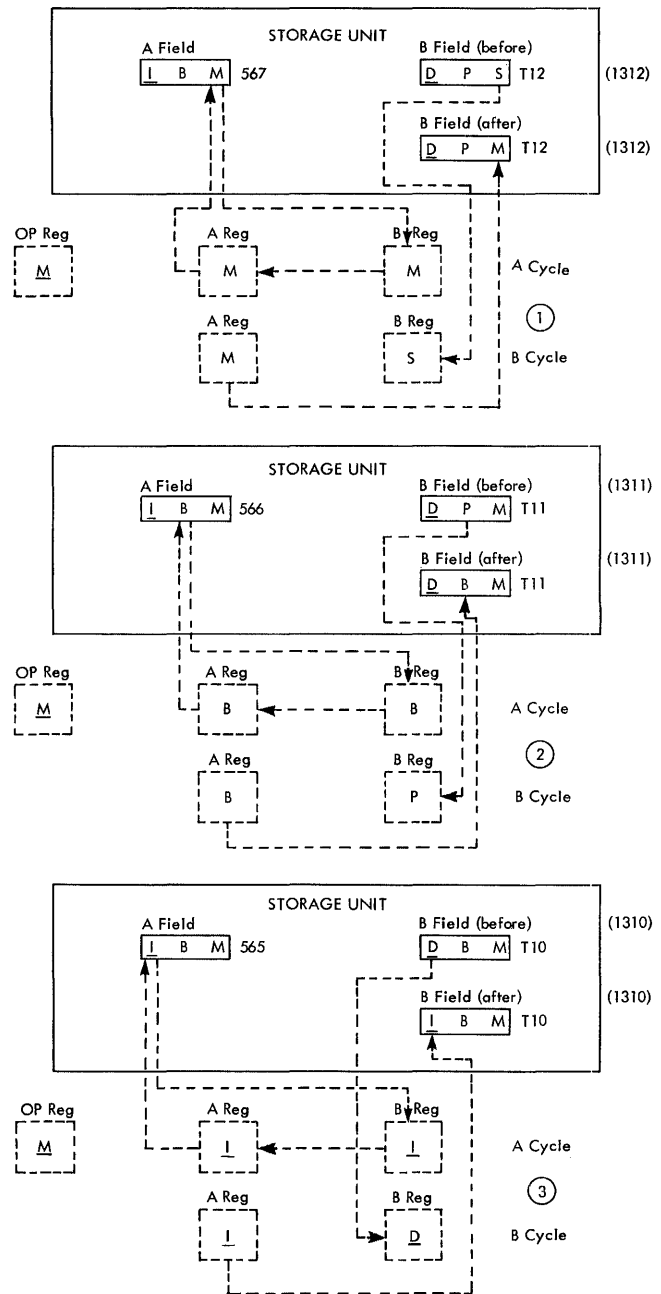 STORAGE UNIT
A Field
B Field (before)
I B M 567
D P S T12 (1312)
B Field (after)
D P M T12 (1312)
OP Reg
A Reg
B Reg
M
M
M
A Cycle
1
A Reg
B Reg
M
S
B Cycle
STORAGE UNIT
A Field
B Field (before)
(1311)
I B M 566
D P M T11
B Field (after)
(1311)
D B M T11
OP Reg
A Reg
B Reg
M
B
B
A Cycle
2
A Reg
B Reg
B
P
B Cycle
STORAGE UNIT
A Field
B Field (before)
(1310)
I B M 565
D B M T10
B Field (after)
(1310)
I B M T10
OP Reg
A Reg
B Reg
M
I
I
A Cycle
3
A Reg
B Reg
I
D
B Cycle